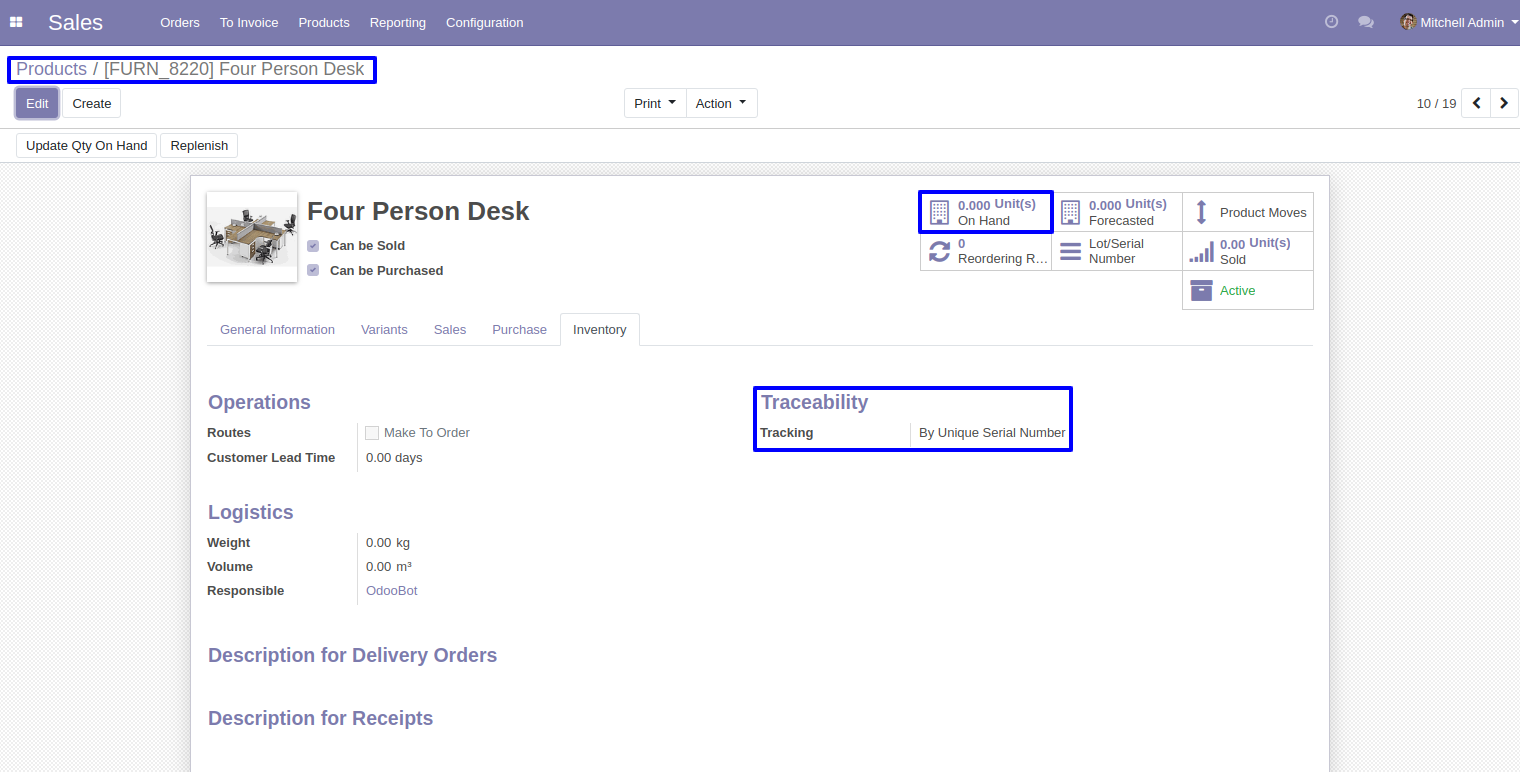 Sales Orders To Invoice Products Reporting Configuration Mitchell Admin
Products / [FURN_8220] Four Person Desk
Edit Create Print Action 10 / 19
Update Qty On Hand Replenish
Four Person Desk
Can be Sold
Can be Purchased
0.000 Unit(s)
On Hand
0.000 Unit(s)
Forecasted
Product Moves
0
Reordering R...
Lot/Serial
Number
0.00 Unit(s)
Sold
Active
General Information Variants Sales Purchase Inventory
Operations
Routes Make To Order
Customer Lead Time 0.00 days
Traceability
Tracking By Unique Serial Number
Logistics
Weight 0.00 kg
Volume 0.00 m³
Responsible OdooBot
Description for Delivery Orders
Description for Receipts